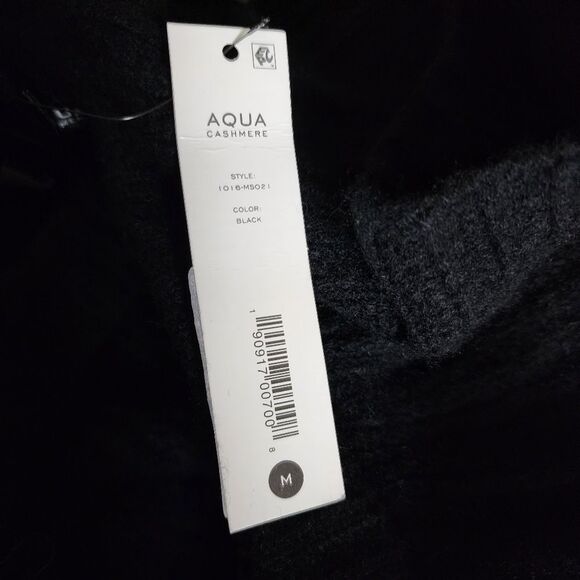 AQUA
CASHMERE
STYLE:
1016-MS021
COLOR:
BLACK
1 90917 00700 8
M